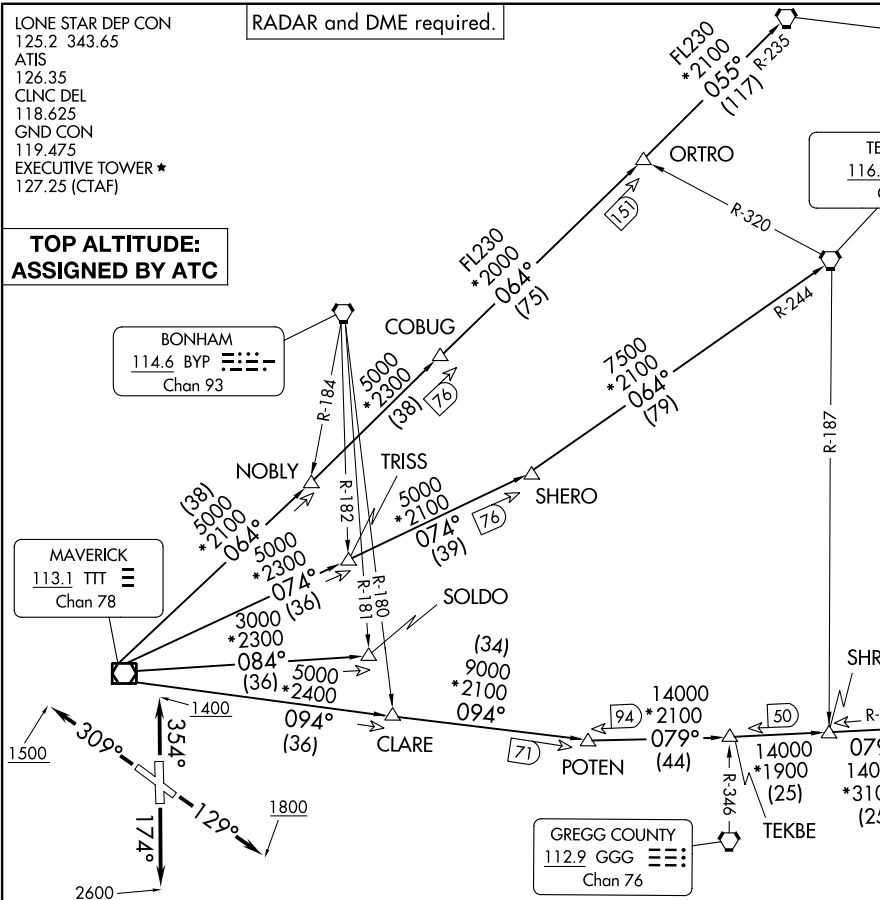 LONE STAR DEP CON
125.2 343.65
ATIS
126.35
CLNC DEL
118.625
GND CON
119.475
EXECUTIVE TOWER ★
127.25 (CTAF)
RADAR and DME required.
TOP ALTITUDE:
ASSIGNED BY ATC
FL230
*2100
055°
(117)
R-235
ORTRO
151
R-320
TE
116.
C
R-244
FL230
*2000
064°
(75)
COBUG
76
BONHAM
114.6 BYP
Chan 93
R-184
5000
*2300
(38)
7500
*2100
064°
(79)
R-187
NOBLY
TRISS
R-182
5000
*2100
074°
(39)
76
SHERO
(38)
5000
*2100
064°
MAVERICK
113.1 TTT
Chan 78
5000
*2300
074°
(36)
R-181
R-180
SOLDO
3000
*2300
084°
(36)
5000
*2400
094°
(36)
CLARE
(34)
9000
*2100
094°
71
POTEN
94
14000
*2100
079°
(44)
50
SHR
R-
14000
*1900
(25)
TEKBE
079
140
*310
(25
R-346
GREGG COUNTY
112.9 GGG
Chan 76
1400
1500
309°
354°
129°
1800
174°
2600